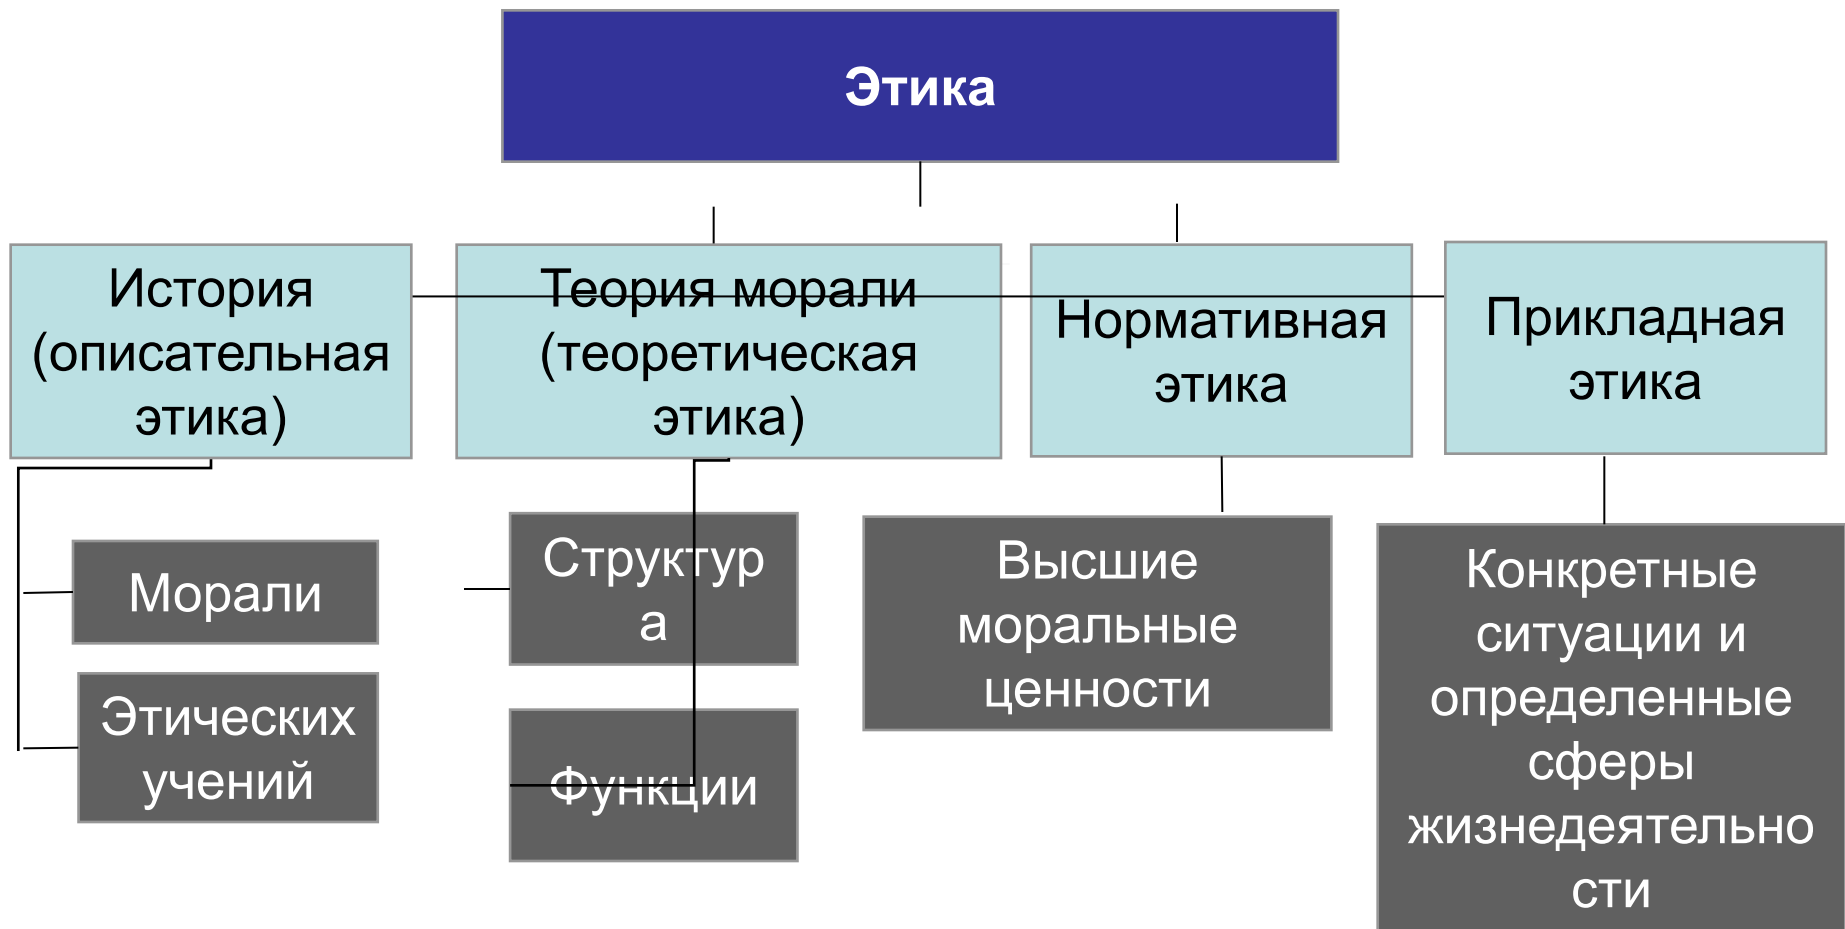 Этика
История
(описательная
этика)
Теория морали
(теоретическая
этика)
Нормативная
этика
Прикладная
этика
Морали
Этических
учений
Структур
а
Функции
Высшие
моральные
ценности
Конкретные
ситуации и
определенные
сферы
жизнедеятельно
сти